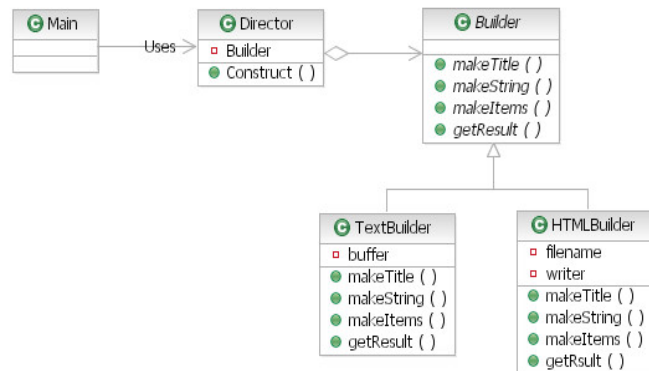 Main
Uses
Director
Builder
Construct ( )
Builder
makeTitle ( )
makeString ( )
makeItems ( )
getResult ( )
TextBuilder
buffer
makeTitle ( )
makeString ( )
makeItems ( )
getResult ( )
HTMLBuilder
filename
writer
makeTitle ( )
makeString ( )
makeItems ( )
getRsult ( )